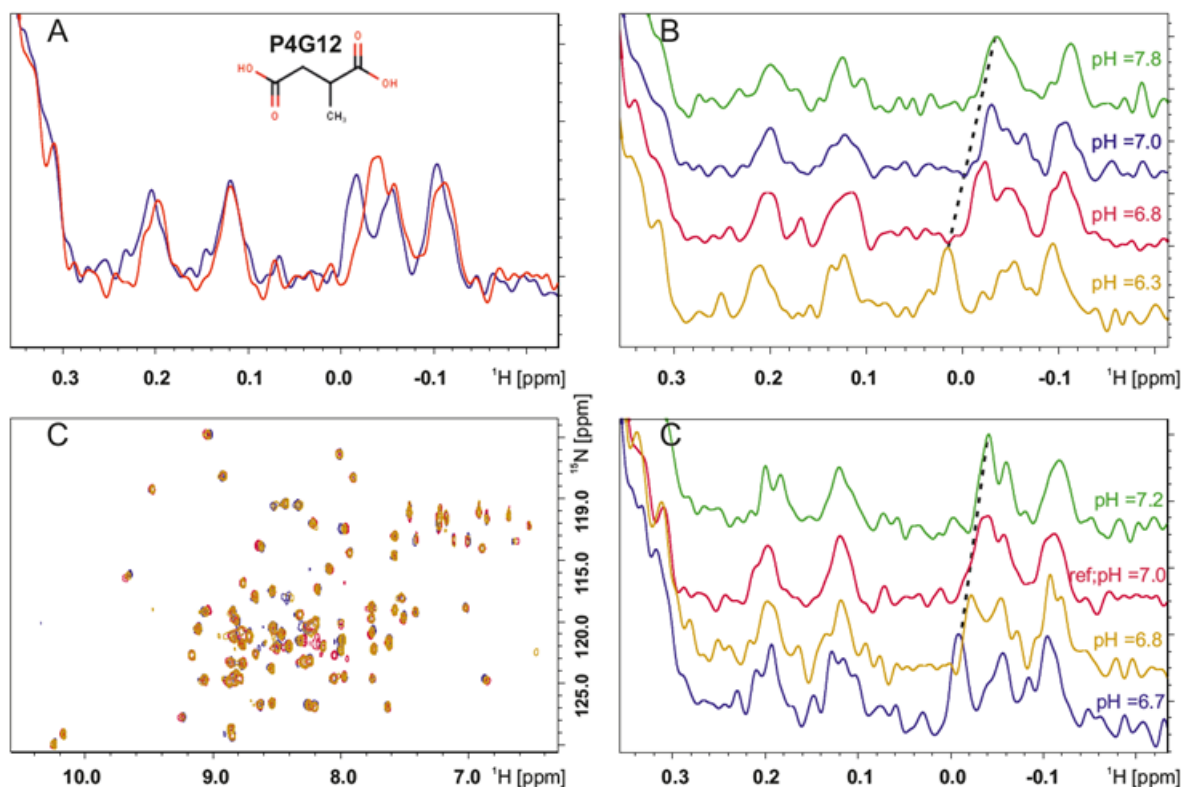 A
P4G12
O
O
HO
OH
O
CH₃
0.3 0.2 0.1 0.0 -0.1 ¹H [ppm]
B
pH =7.8
pH =7.0
pH =6.8
pH =6.3
0.3 0.2 0.1 0.0 -0.1 ¹H [ppm]
C
¹⁵N [ppm]
119.0
115.0
120.0
125.0
10.0 9.0 8.0 7.0 ¹H [ppm]
C
pH =7.2
ref;pH =7.0
pH =6.8
pH =6.7
0.3 0.2 0.1 0.0 -0.1 ¹H [ppm]